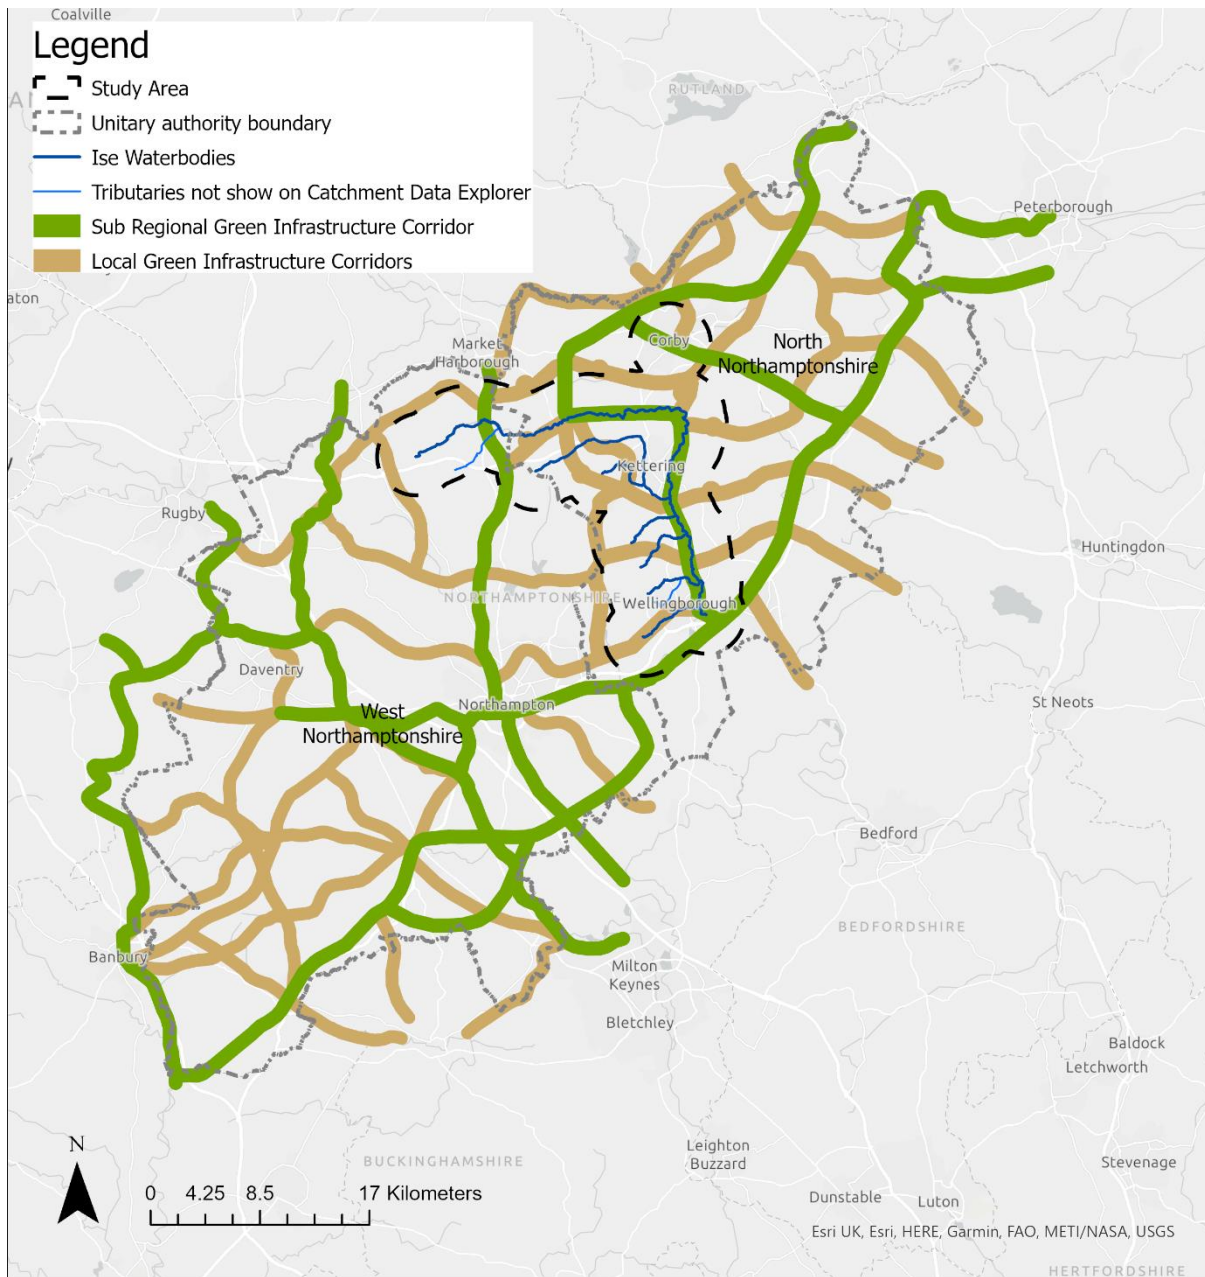 Coalville
Legend
Study Area
Unitary authority boundary
Ise Waterbodies
Tributaries not show on Catchment Data Explorer
Sub Regional Green Infrastructure Corridor
Local Green Infrastructure Corridors
RUTLAND
Peterborough
aton
Market
Harborough
Corby
North
Northamptonshire
Kettering
Rugby
Huntingdon
NORTHAMPTONSHIRE
Wellingborough
Daventry
St Neots
Northampton
West
Northamptonshire
Bedford
BEDFORDSHIRE
Banbury
Milton
Keynes
Bletchley
Baldock
Letchworth
N
Leighton
Buzzard
BUCKINGHAMSHIRE
Stevenage
0 4.25 8.5 17 Kilometers
Dunstable
Luton
Esri UK, Esri, HERE, Garmin, FAO, METI/NASA, USGS
HERTFORDSHIRE